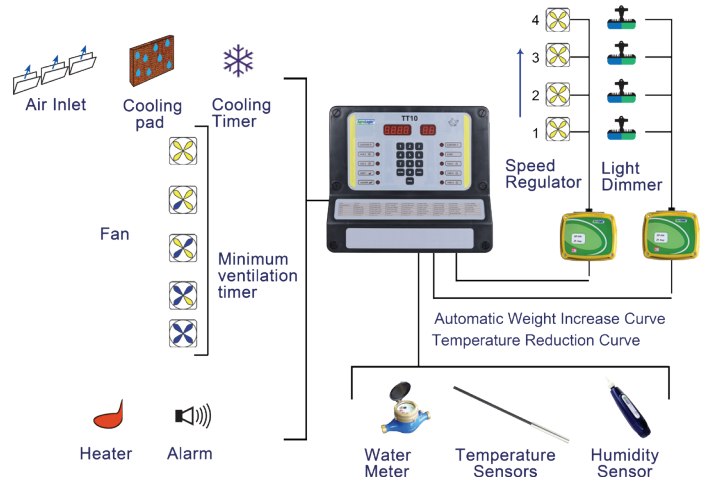 Air Inlet
Cooling
pad
Cooling
Timer
Fan
Minimum
ventilation
timer
Heater
Alarm
TT10
4
3
2
1
Speed
Regulator
Light
Dimmer
Automatic Weight Increase Curve
Temperature Reduction Curve
Water
Meter
Temperature
Sensors
Humidity
Sensor